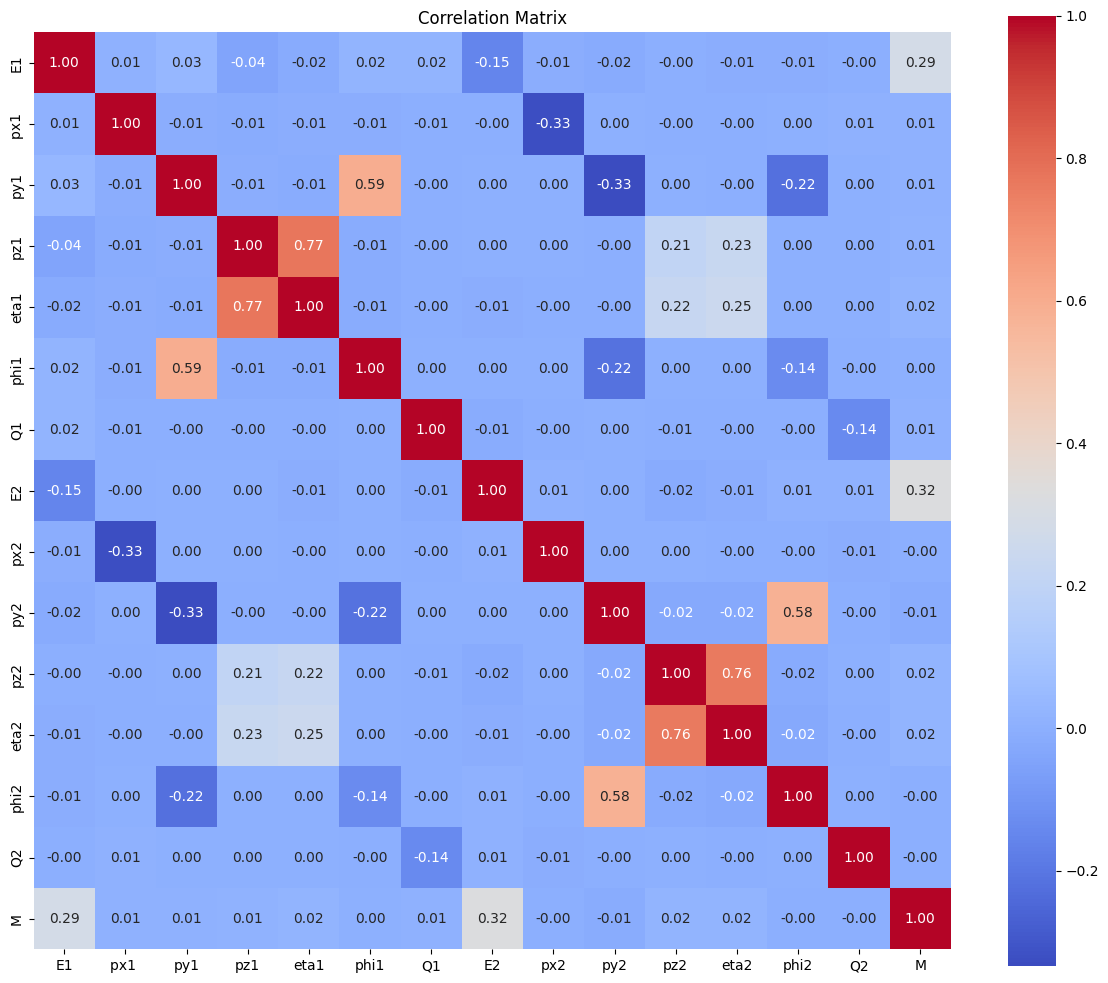 Correlation Matrix
E1 1.00 0.01 0.03 -0.04 -0.02 0.02 0.02 -0.15 -0.01 -0.02 -0.00 -0.01 -0.01 -0.00 0.29
px1 0.01 1.00 -0.01 -0.01 -0.01 -0.01 -0.01 -0.00 -0.33 0.00 -0.00 -0.00 0.00 0.01 0.01
py1 0.03 -0.01 1.00 -0.01 -0.01 0.59 -0.00 0.00 0.00 -0.33 0.00 -0.00 -0.22 0.00 0.01
pz1 -0.04 -0.01 -0.01 1.00 0.77 -0.01 -0.00 0.00 0.00 -0.00 0.21 0.23 0.00 0.00 0.01
eta1 -0.02 -0.01 -0.01 0.77 1.00 -0.01 -0.00 -0.01 -0.00 -0.00 0.22 0.25 0.00 0.00 0.02
phi1 0.02 -0.01 0.59 -0.01 -0.01 1.00 0.00 0.00 0.00 -0.22 0.00 0.00 -0.14 -0.00 0.00
Q1 0.02 -0.01 -0.00 -0.00 -0.00 0.00 1.00 -0.01 -0.00 0.00 -0.01 -0.00 -0.00 -0.14 0.01
E2 -0.15 -0.00 0.00 0.00 -0.01 0.00 -0.01 1.00 0.01 0.00 -0.02 -0.01 0.01 0.01 0.32
px2 -0.01 -0.33 0.00 0.00 -0.00 0.00 -0.00 0.01 1.00 0.00 0.00 -0.00 -0.00 -0.01 -0.00
py2 -0.02 0.00 -0.33 -0.00 -0.00 -0.22 0.00 0.00 0.00 1.00 -0.02 -0.02 0.58 -0.00 -0.01
pz2 -0.00 -0.00 0.00 0.21 0.22 0.00 -0.01 -0.02 0.00 -0.02 1.00 0.76 -0.02 0.00 0.02
eta2 -0.01 -0.00 -0.00 0.23 0.25 0.00 -0.00 -0.01 -0.00 -0.02 0.76 1.00 -0.02 -0.00 0.02
phi2 -0.01 0.00 -0.22 0.00 0.00 -0.14 -0.00 0.01 -0.00 0.58 -0.02 -0.02 1.00 0.00 -0.00
Q2 -0.00 0.01 0.00 0.00 0.00 -0.00 -0.14 0.01 -0.01 -0.00 0.00 -0.00 0.00 1.00 -0.00
M 0.29 0.01 0.01 0.01 0.02 0.00 0.01 0.32 -0.00 -0.01 0.02 0.02 -0.00 -0.00 1.00
E1 px1 py1 pz1 eta1 phi1 Q1 E2 px2 py2 pz2 eta2 phi2 Q2 M
1.0
0.8
0.6
0.4
0.2
0.0
−0.2